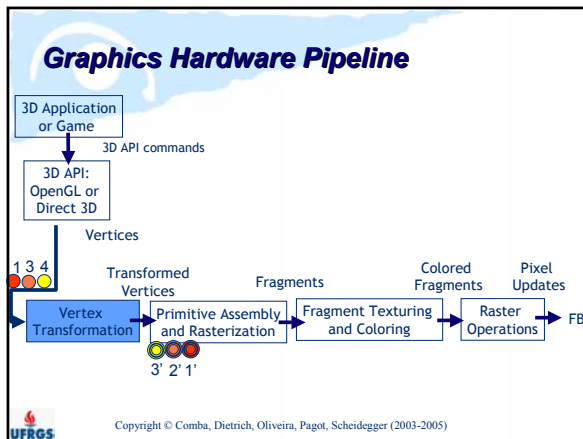 Graphics Hardware Pipeline
3D Application
or Game
3D API commands
3D API:
OpenGL or
Direct 3D
Vertices
1 3 4
Transformed
Vertices
Fragments
Colored
Fragments
Pixel
Updates
Vertex
Transformation
Primitive Assembly
and Rasterization
Fragment Texturing
and Coloring
Raster
Operations
FB
3’ 2’ 1’
UFRGS
Copyright © Comba, Dietrich, Oliveira, Pagot, Scheidegger (2003-2005)